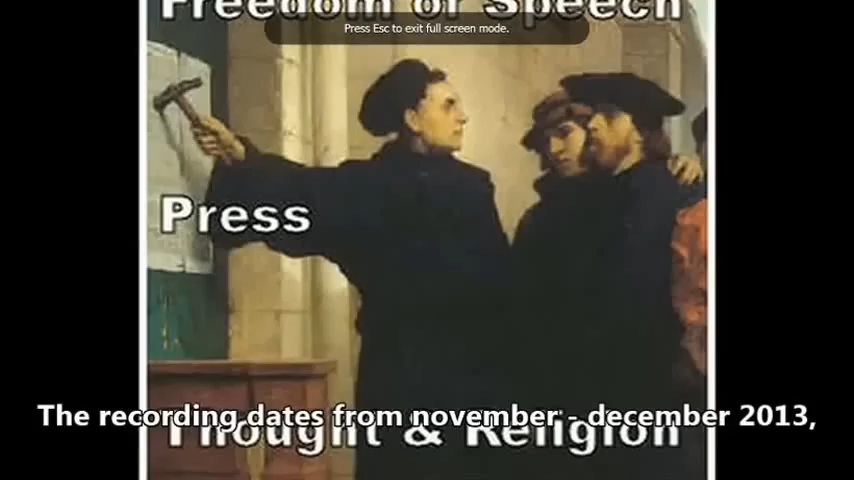 Freedom of Speech
Press Esc to exit full screen mode.
Press
The recording dates from november - december 2013,
Thought & Religion